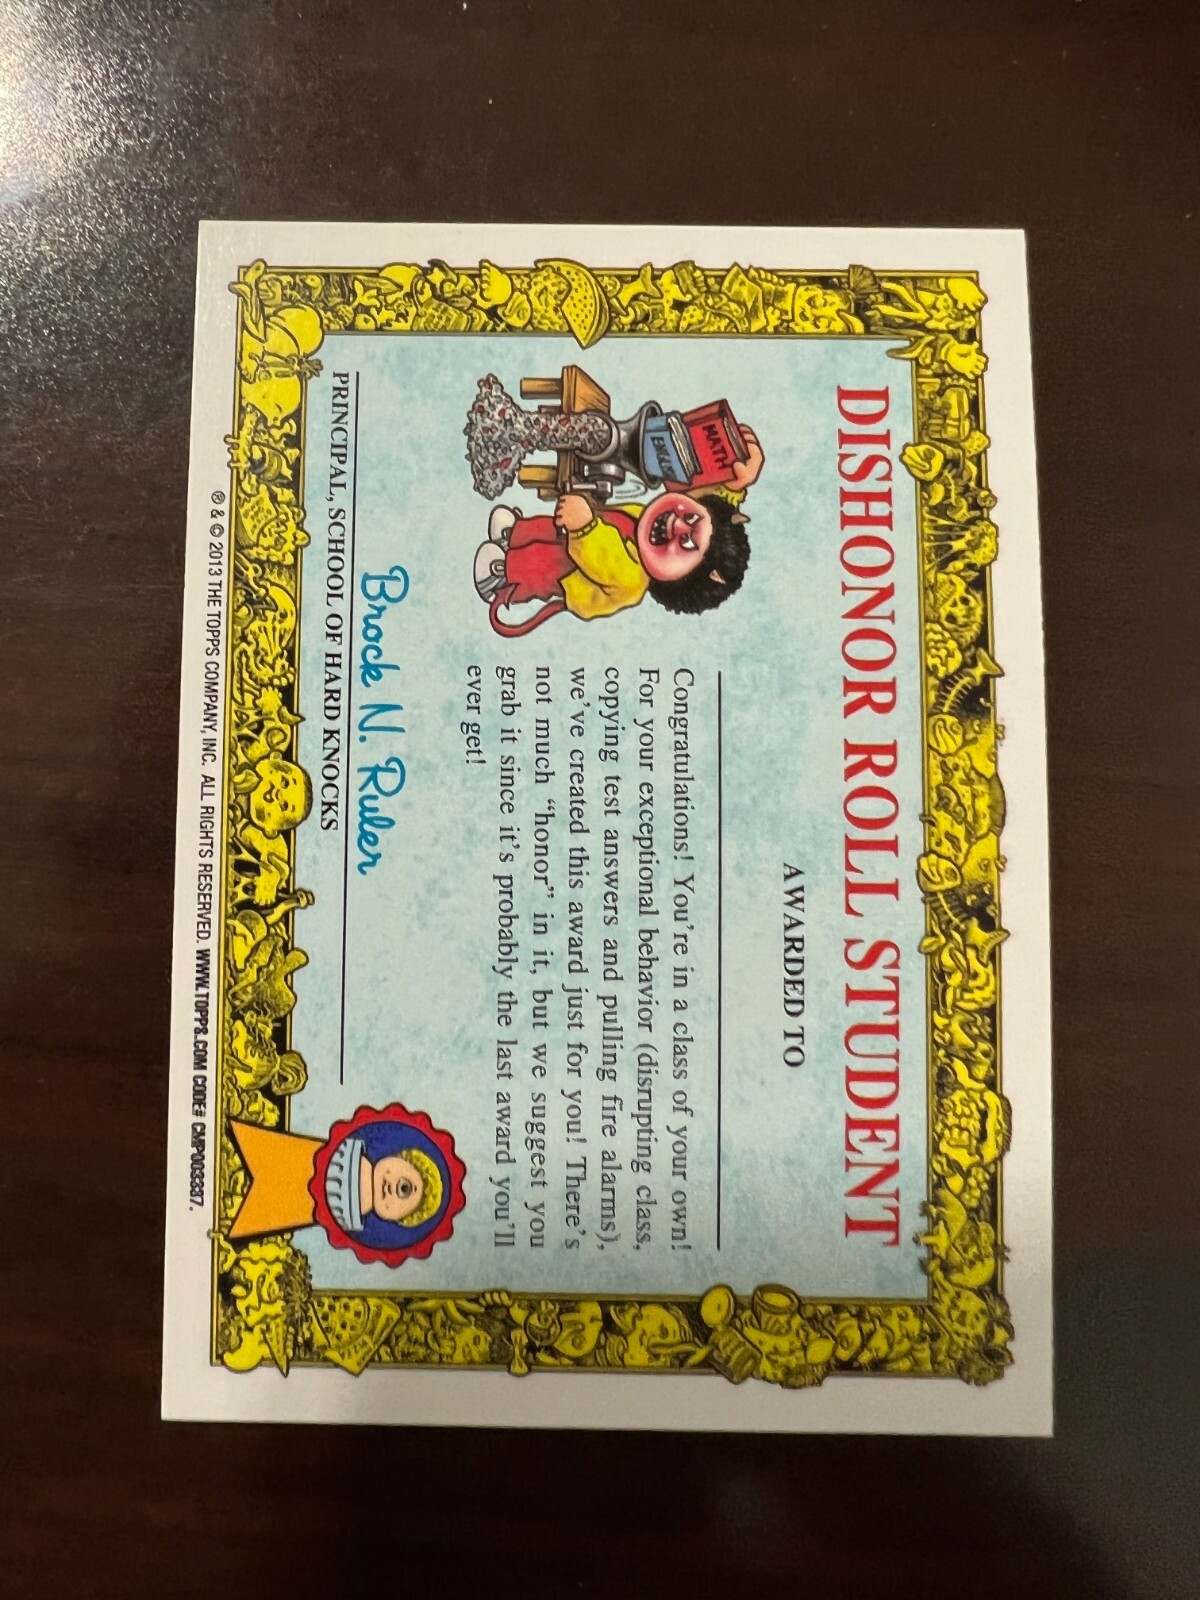 DISHONOR ROLL STUDENT
AWARDED TO
MATH
Congratulations! You're in a class of your own!
For your exceptional behavior (disrupting class,
copying test answers and pulling fire alarms),
we've created this award just for you! There's
not much “honor” in it, but we suggest you
grab it since it's probably the last award you'll
ever get!
Brock N. Ruler
PRINCIPAL, SCHOOL OF HARD KNOCKS
® & © 2013 THE TOPPS COMPANY, INC. ALL RIGHTS RESERVED. WWW.TOPPS.COM CODE# CMP009387.